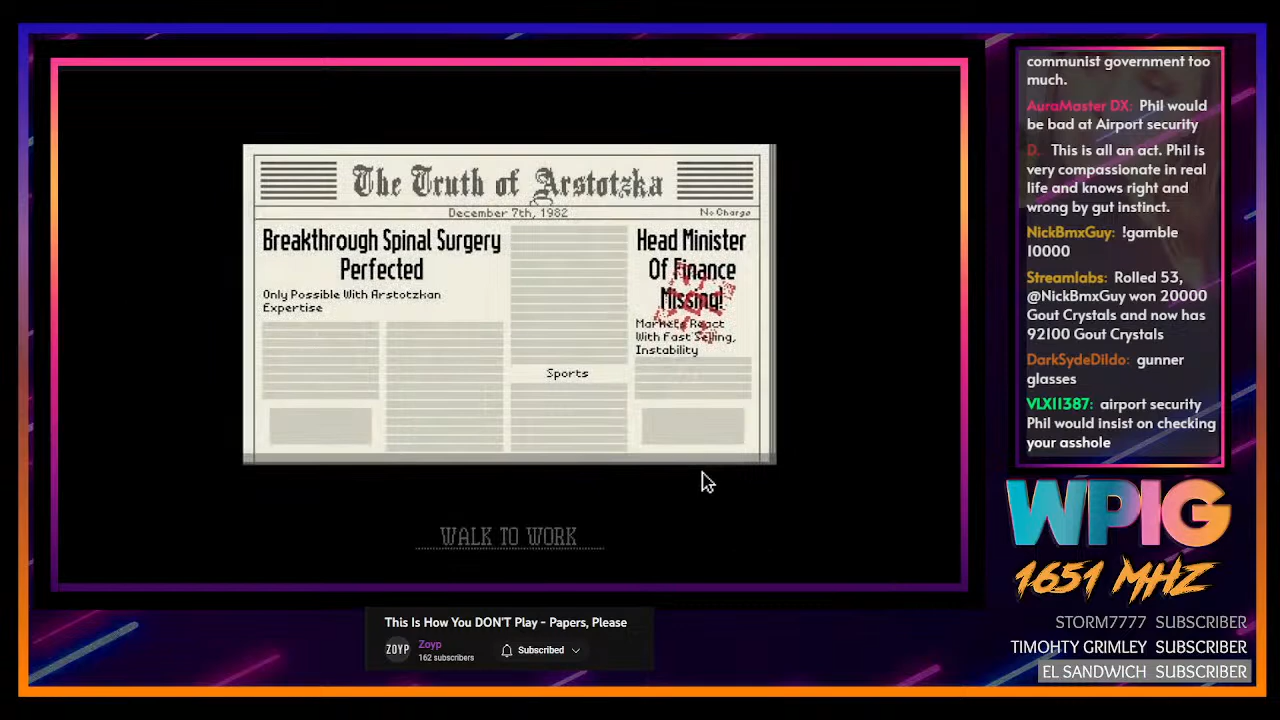 The Truth of Arstotzka
December 7th, 1982
No Charge
Breakthrough Spinal Surgery
Perfected
Only Possible With Arstotzkan
Expertise
Sports
Head Minister
Of Finance
Missing!
Markets React
With Fast Selling,
Instability
WALK TO WORK
This Is How You DON'T Play - Papers, Please
ZOYP
Zoyp
162 subscribers
Subscribed
communist government too
much.
AuraMaster DX: Phil would
be bad at Airport security
D. This is all an act. Phil is
very compassionate in real
life and knows right and
wrong by gut instinct.
NickBmxGuy: !gamble
10000
Streamlabs: Rolled 53,
@NickBmxGuy won 20000
Gout Crystals and now has
92100 Gout Crystals
DarkSydeDildo: gunner
glasses
VLX11387: airport security
Phil would insist on checking
your asshole
WPIG
1651 MHZ
STORM7777 SUBSCRIBER
TIMOHTY GRIMLEY SUBSCRIBER
EL SANDWICH SUBSCRIBER